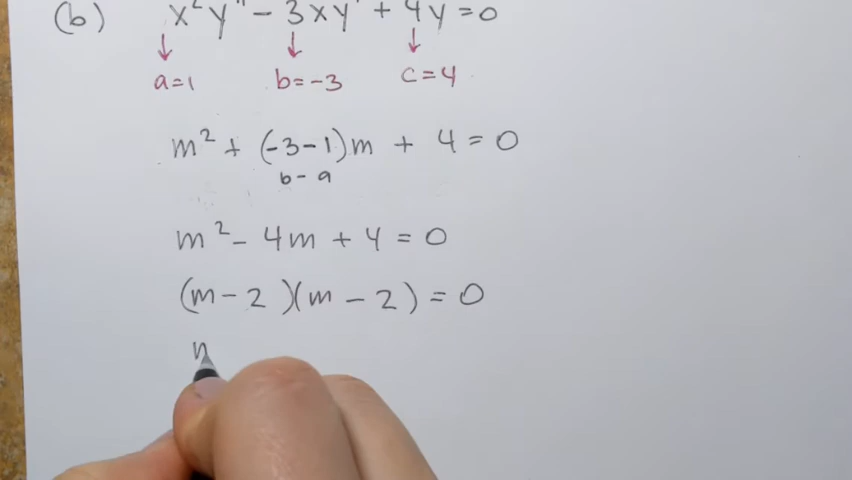 (b) x²y" - 3xy' + 4y = 0
a=1 b=-3 c=4
m² + (-3-1)m + 4 = 0
b - a
m² - 4m + 4 = 0
(m - 2)(m - 2) = 0